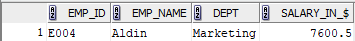 EMP_ID EMP_NAME DEPT SALARY_IN_$
1 E004 Aldin Marketing 7600.5